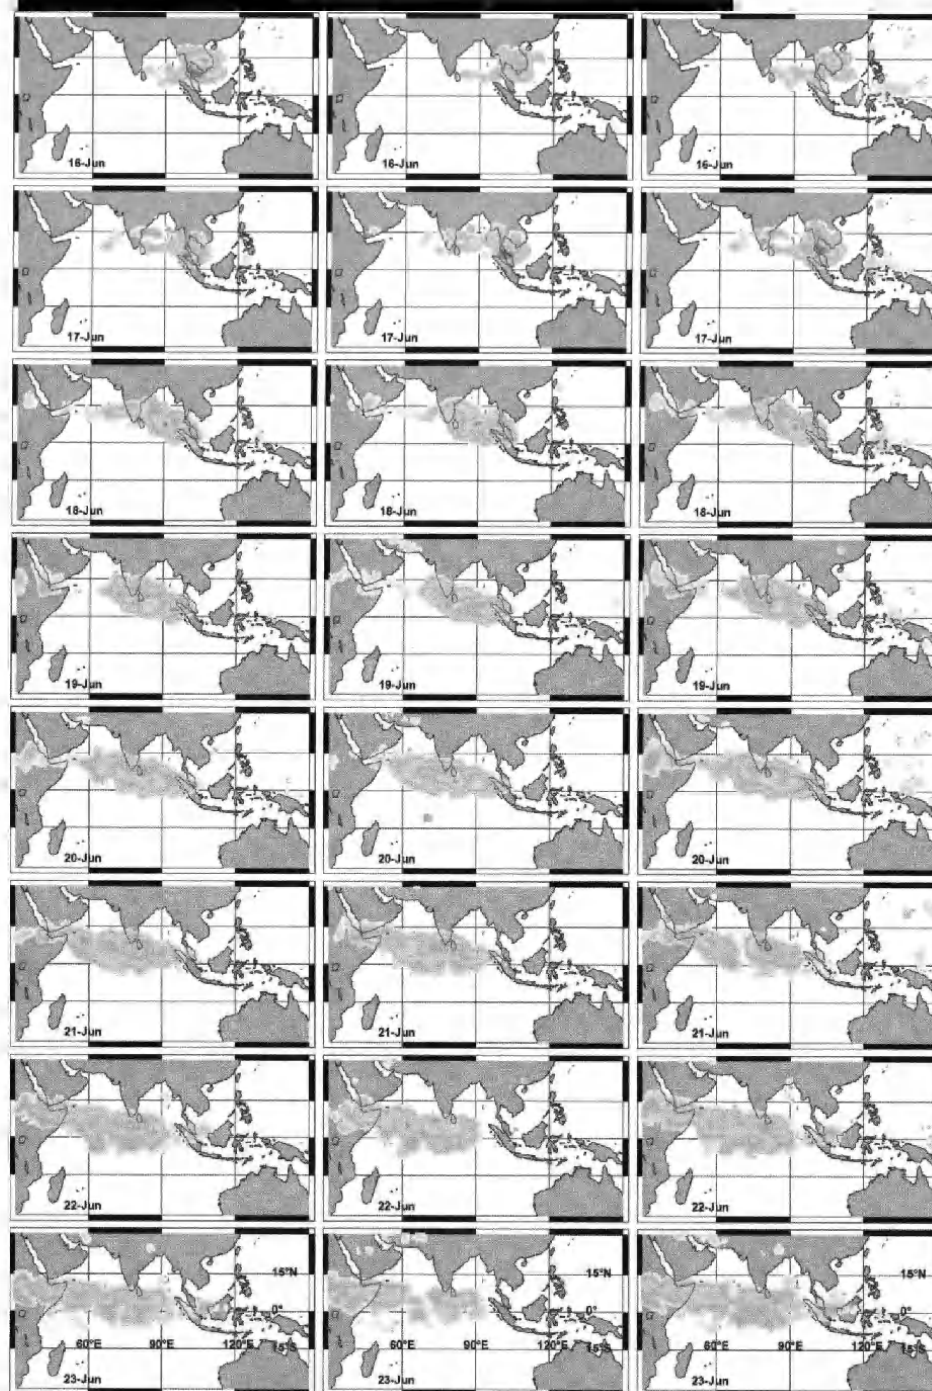 16-Jun 16-Jun 16-Jun
17-Jun 17-Jun 17-Jun
18-Jun 18-Jun 18-Jun
19-Jun 19-Jun 19-Jun
20-Jun 20-Jun 20-Jun
21-Jun 21-Jun 21-Jun
22-Jun 22-Jun 22-Jun
15°N 15°N 15°N
0° 0° 0°
60°E 90°E 120°E 15°S 60°E 90°E 120°E 15°S 60°E 90°E 120°E 15°S
23-Jun 23-Jun 23-Jun